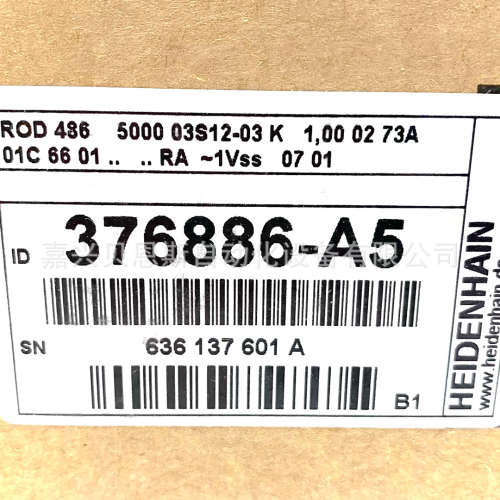 ROD 486 5000 03S12-03 K 1,00 02 73A
01C 66 01 .. .. RA ~1Vss 07 01
ID 376886-A5
SN 636 137 601 A
B1
HEIDENHAIN
www.heidenhain.de